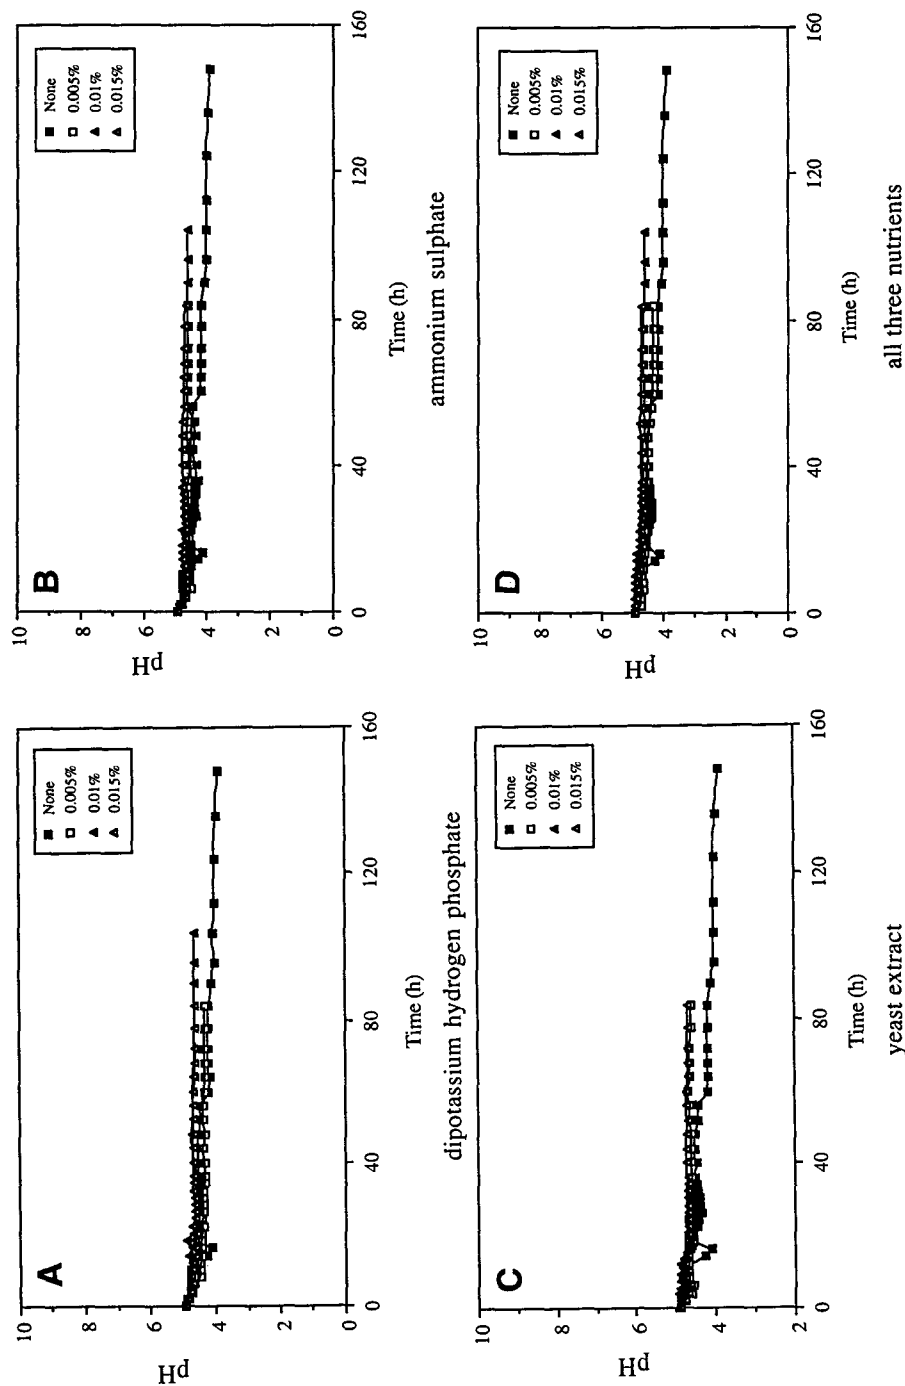 A
10
8
6
4
2
0
pH
0
40
80
120
160
Time (h)
None
0.005%
0.01%
0.015%
dipotassium hydrogen phosphate
B
10
8
6
4
2
0
pH
0
40
80
120
160
Time (h)
None
0.005%
0.01%
0.015%
ammonium sulphate
C
10
8
6
4
2
pH
0
40
80
120
160
Time (h)
None
0.005%
0.01%
0.015%
yeast extract
D
10
8
6
4
2
0
pH
0
40
80
120
160
Time (h)
None
0.005%
0.01%
0.015%
all three nutrients